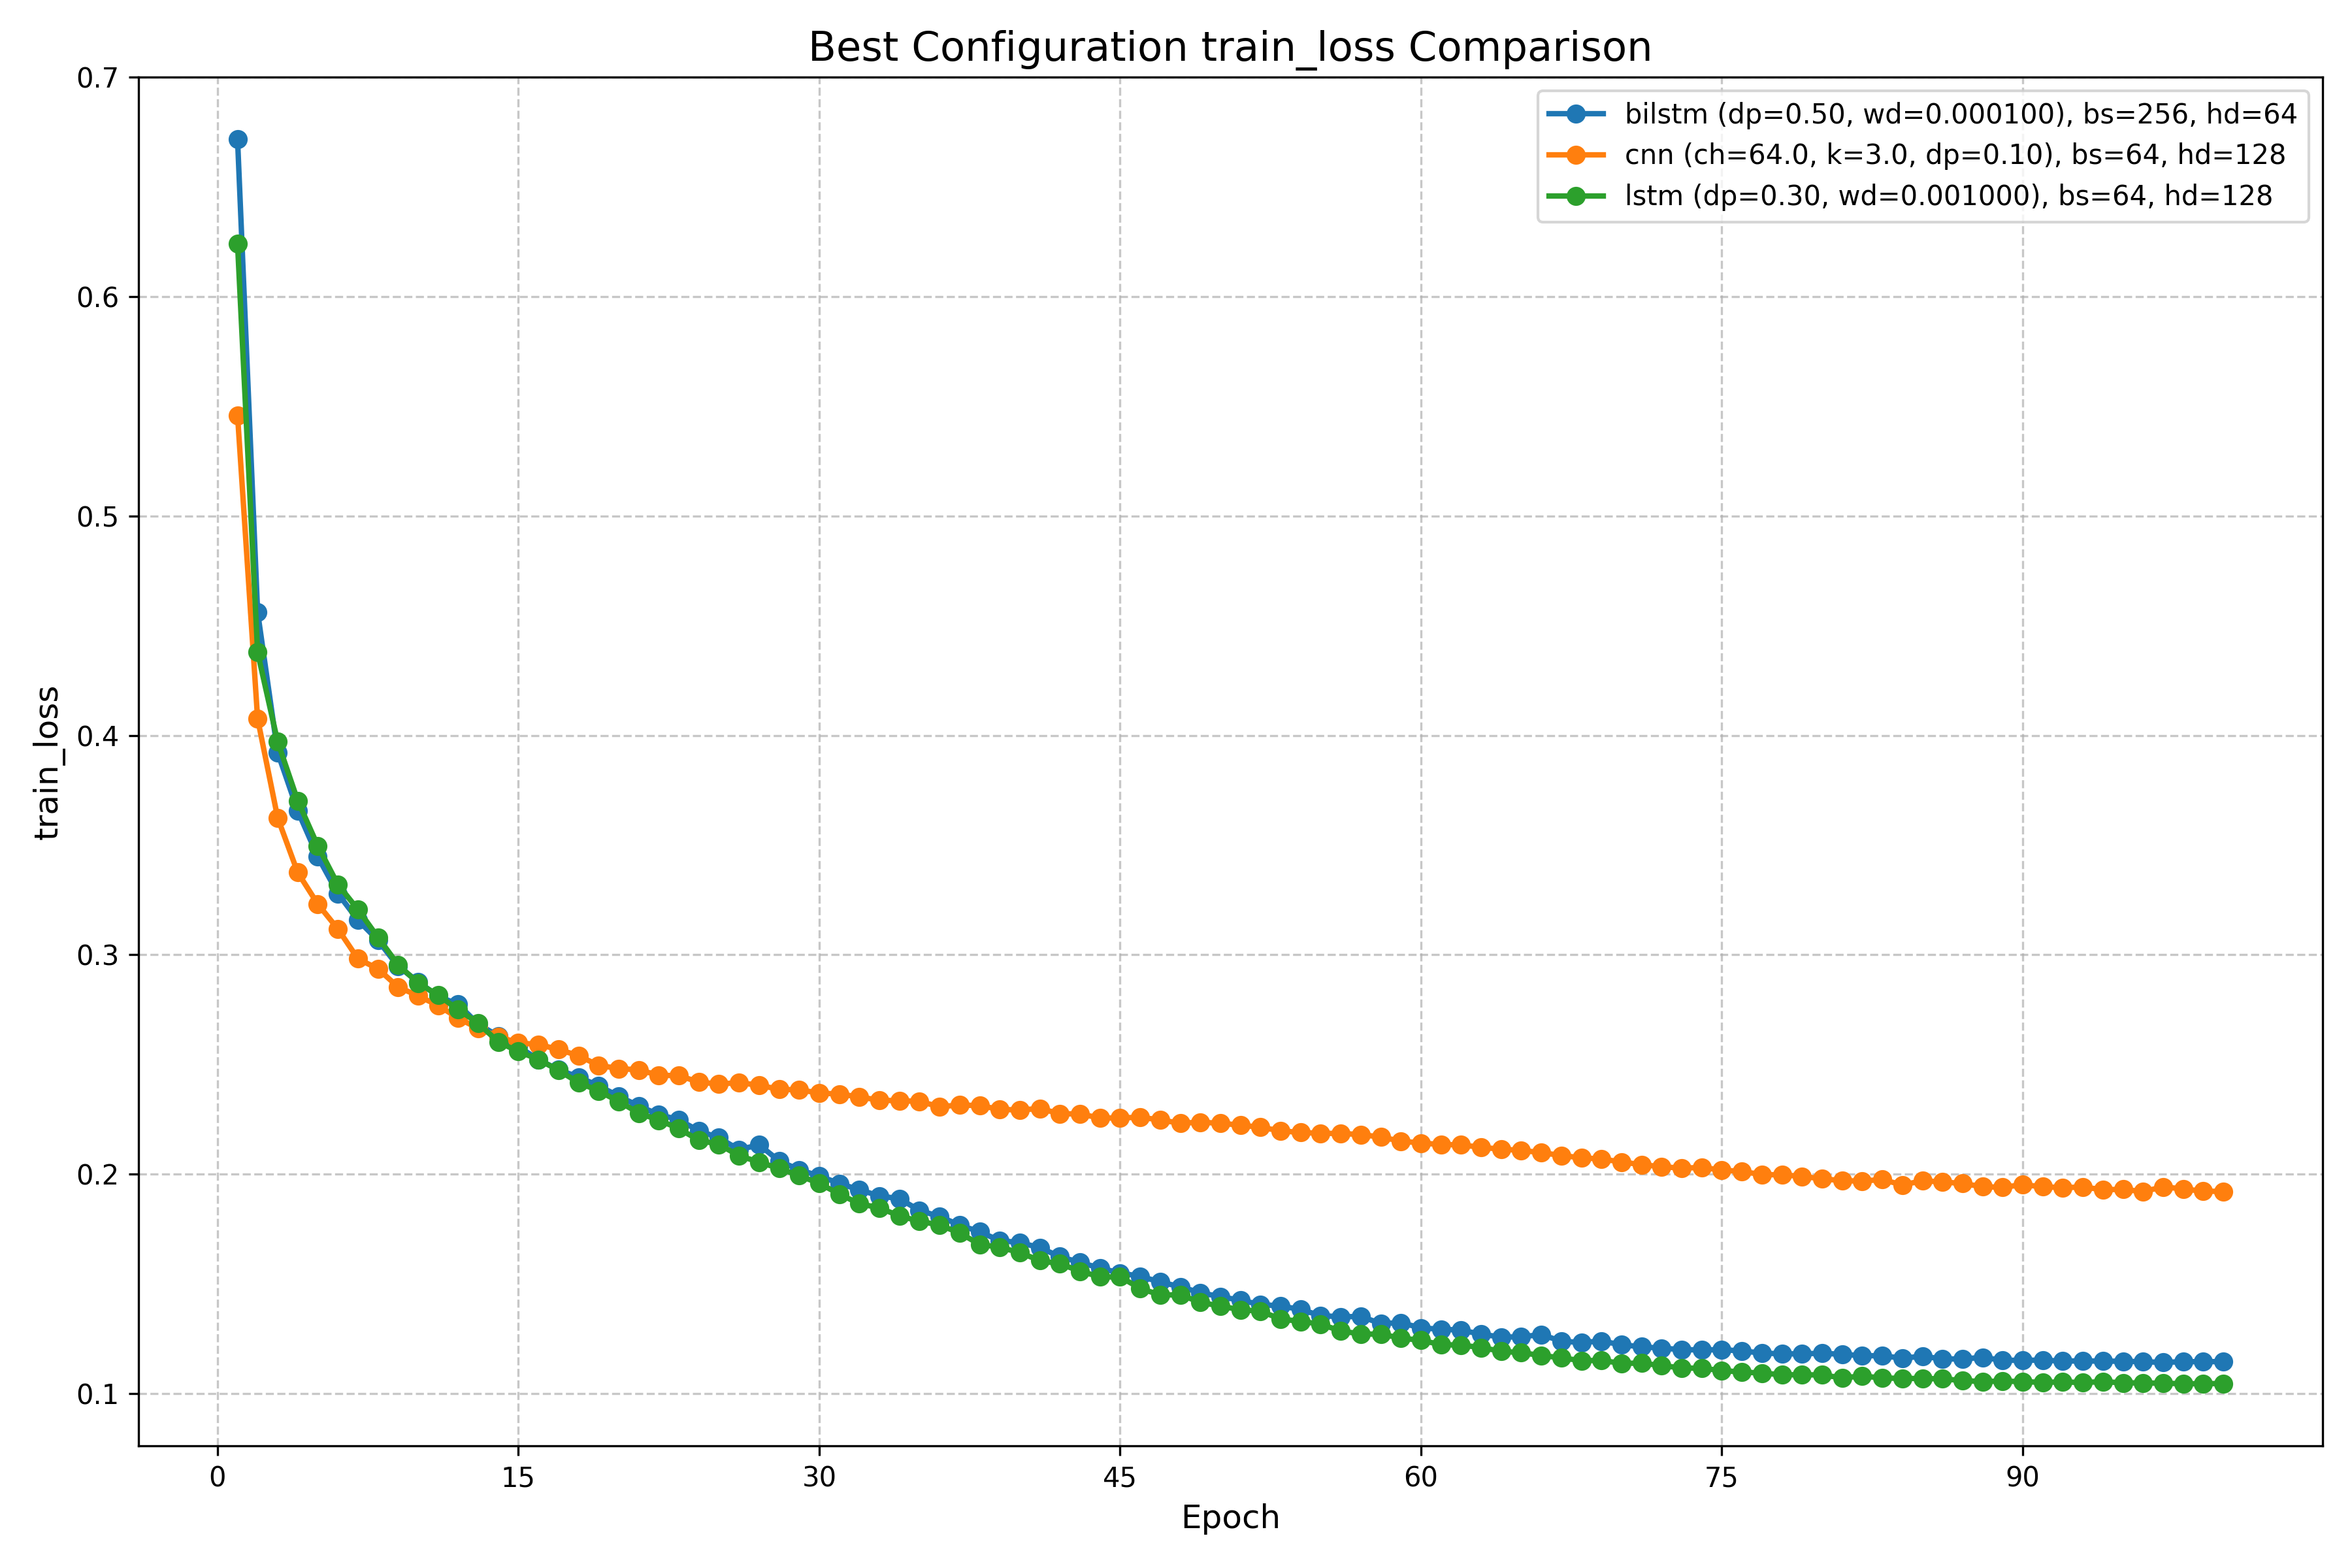 Best Configuration train_loss Comparison
bilstm (dp=0.50, wd=0.000100), bs=256, hd=64
cnn (ch=64.0, k=3.0, dp=0.10), bs=64, hd=128
lstm (dp=0.30, wd=0.001000), bs=64, hd=128
train_loss
0.7
0.6
0.5
0.4
0.3
0.2
0.1
0 15 30 45 60 75 90
Epoch